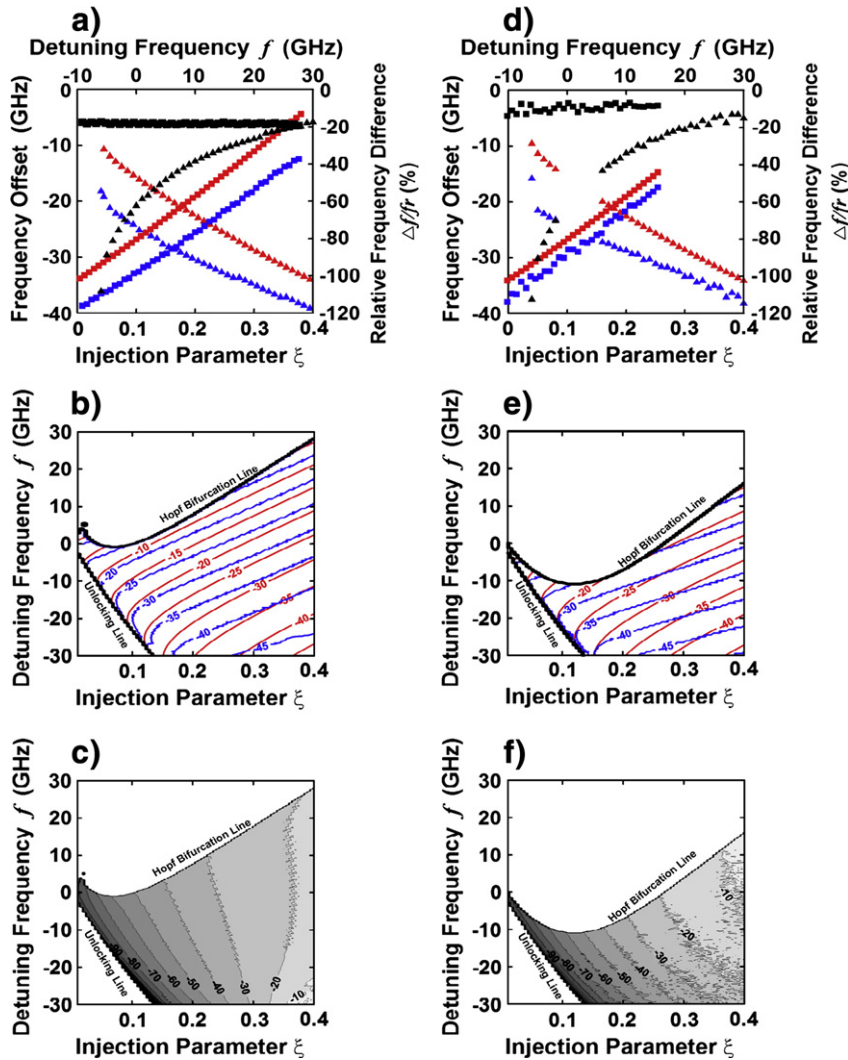 a)
Detuning Frequency f (GHz)
-10 0 10 20 30
Frequency Offset (GHz)
0
-10
-20
-30
-40
0
-20
-40
-60
-80
-100
-120
Relative Frequency Difference
Δf/fr (%)
0 0.1 0.2 0.3 0.4
Injection Parameter ξ
d)
Detuning Frequency f (GHz)
-10 0 10 20 30
Frequency Offset (GHz)
0
-10
-20
-30
-40
0
-20
-40
-60
-80
-100
-120
Relative Frequency Difference
Δf/fr (%)
0 0.1 0.2 0.3 0.4
Injection Parameter ξ
b)
Detuning Frequency f (GHz)
30
20
10
0
-10
-20
-30
Hopf Bifurcation Line
Unlocking Line
-10
-15
-20
-20
-25
-25
-30
-30
-35
-35
-40
-40
-45
0.1 0.2 0.3 0.4
Injection Parameter ξ
e)
Detuning Frequency f (GHz)
30
20
10
0
-10
-20
-30
Hopf Bifurcation Line
Unlocking Line
-20
-25
-30
-30
-35
-35
-40
-40
-45
0.1 0.2 0.3 0.4
Injection Parameter ξ
c)
Detuning Frequency f (GHz)
30
20
10
0
-10
-20
-30
Hopf Bifurcation Line
Unlocking Line
-90
-80
-70
-60
-50
-40
-30
-20
-10
0.1 0.2 0.3 0.4
Injection Parameter ξ
f)
Detuning Frequency f (GHz)
30
20
10
0
-10
-20
-30
Hopf Bifurcation Line
Unlocking Line
-90
-80
-70
-60
-50
-40
-30
-20
-10
0.1 0.2 0.3 0.4
Injection Parameter ξ